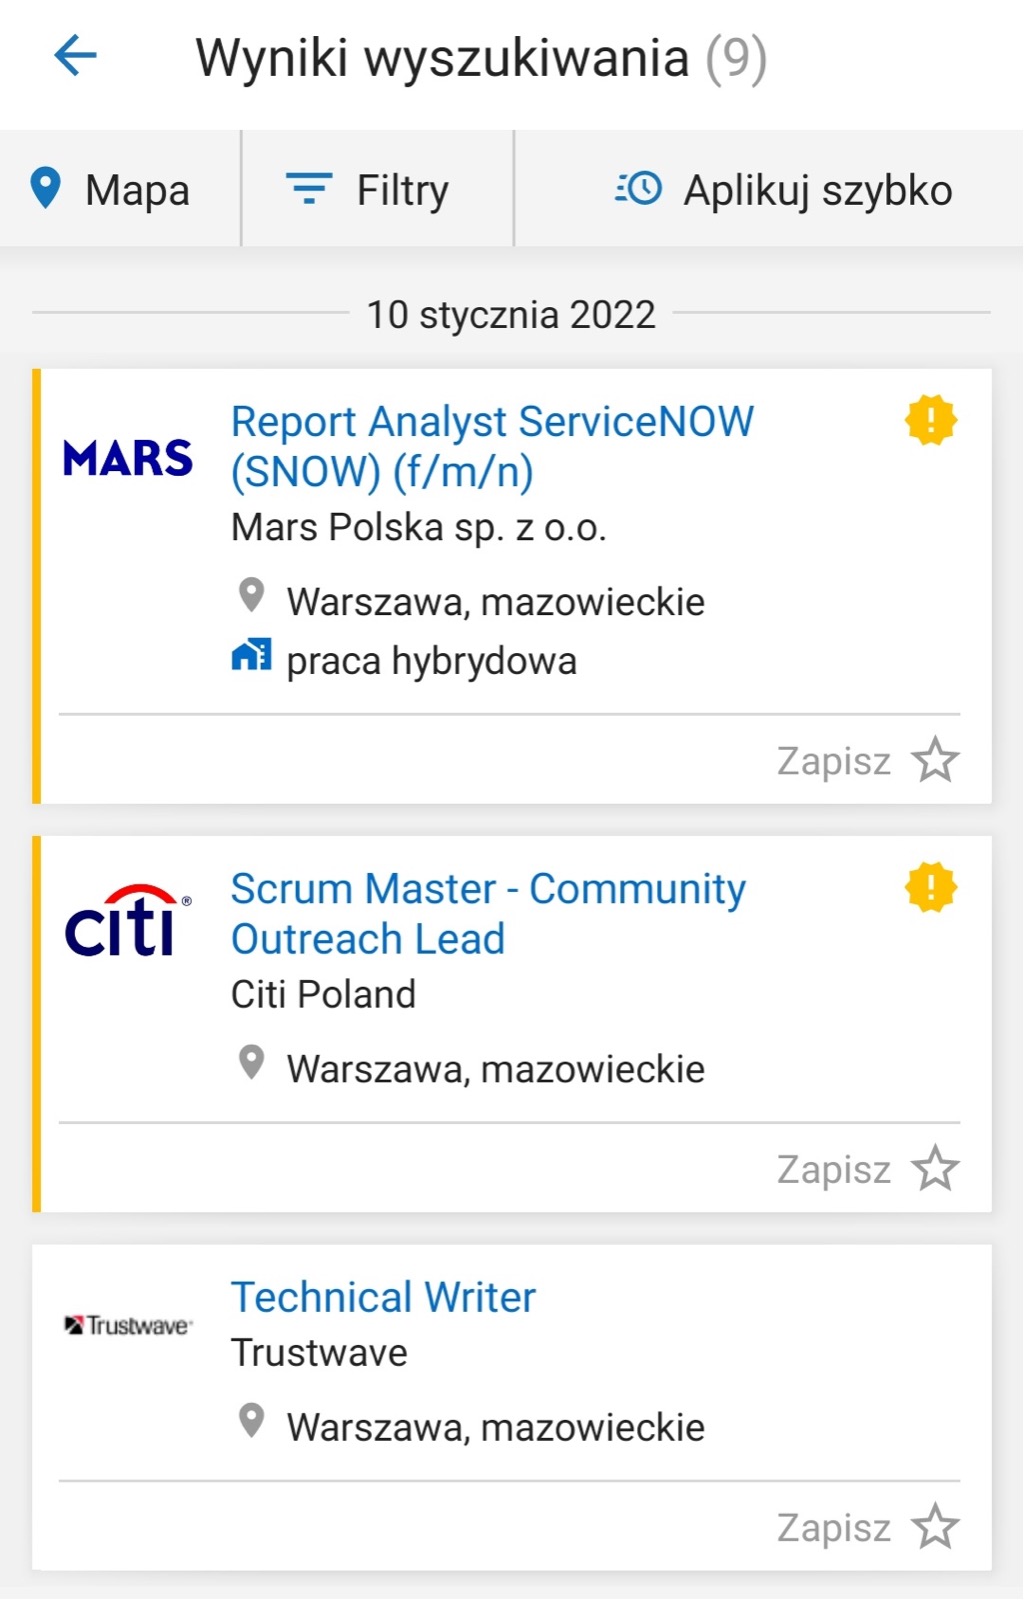 Wyniki wyszukiwania (9)
Mapa
Filtry
Aplikuj szybko
10 stycznia 2022
MARS
Report Analyst ServiceNOW
(SNOW) (f/m/n)
Mars Polska sp. z o.o.
Warszawa, mazowieckie
praca hybrydowa
Zapisz
citi®
Scrum Master - Community
Outreach Lead
Citi Poland
Warszawa, mazowieckie
Zapisz
Trustwave
Technical Writer
Trustwave
Warszawa, mazowieckie
Zapisz